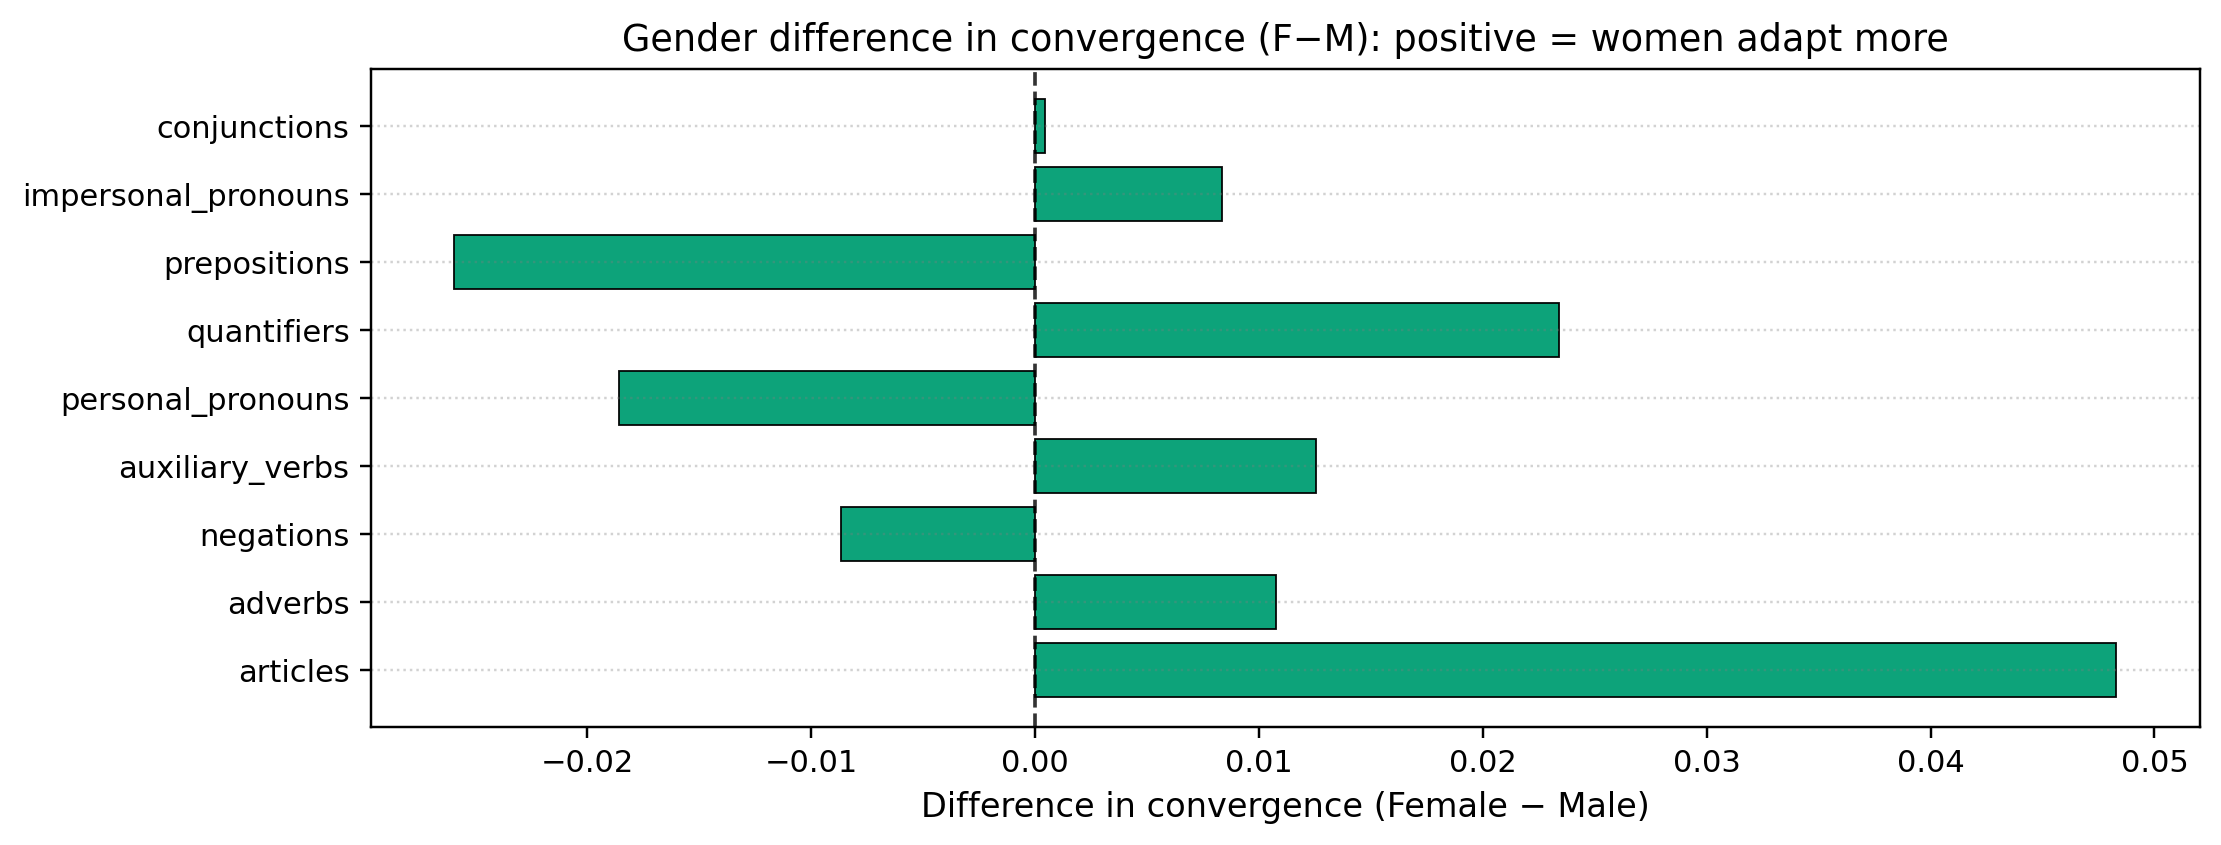 Gender difference in convergence (F−M): positive = women adapt more
conjunctions
impersonal_pronouns
prepositions
quantifiers
personal_pronouns
auxiliary_verbs
negations
adverbs
articles
−0.02 −0.01 0.00 0.01 0.02 0.03 0.04 0.05
Difference in convergence (Female − Male)